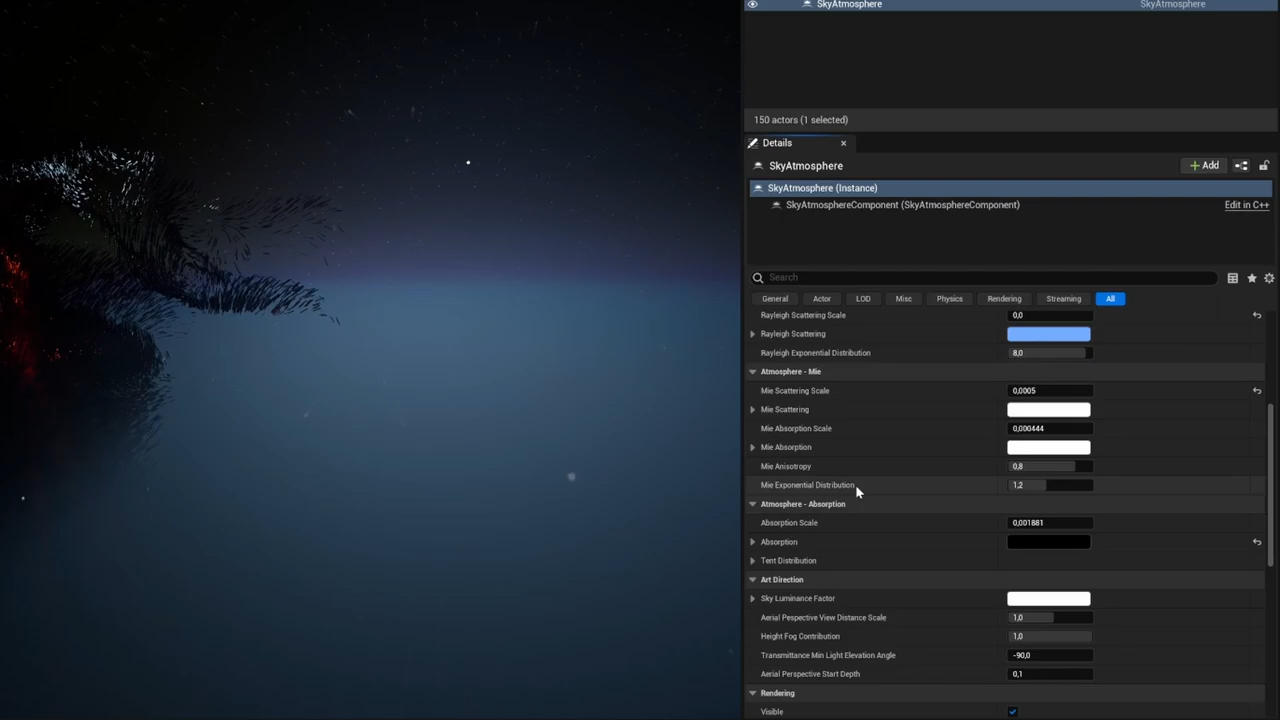 SkyAtmosphere SkyAtmosphere
150 actors (1 selected)
Details
SkyAtmosphere Add
SkyAtmosphere (Instance)
SkyAtmosphereComponent (SkyAtmosphereComponent) Edit in C++
Search
General Actor LOD Misc Physics Rendering Streaming All
Rayleigh Scattering Scale 0,0
Rayleigh Scattering
Rayleigh Exponential Distribution 8,0
Atmosphere - Mie
Mie Scattering Scale 0,0005
Mie Scattering
Mie Absorption Scale 0,000444
Mie Absorption
Mie Anisotropy 0,8
Mie Exponential Distribution 1,2
Atmosphere - Absorption
Absorption Scale 0,001881
Absorption
Tent Distribution
Art Direction
Sky Luminance Factor
Aerial Pespective View Distance Scale 1,0
Height Fog Contribution 1,0
Transmittance Min Light Elevation Angle -90,0
Aerial Perspective Start Depth 0,1
Rendering
Visible